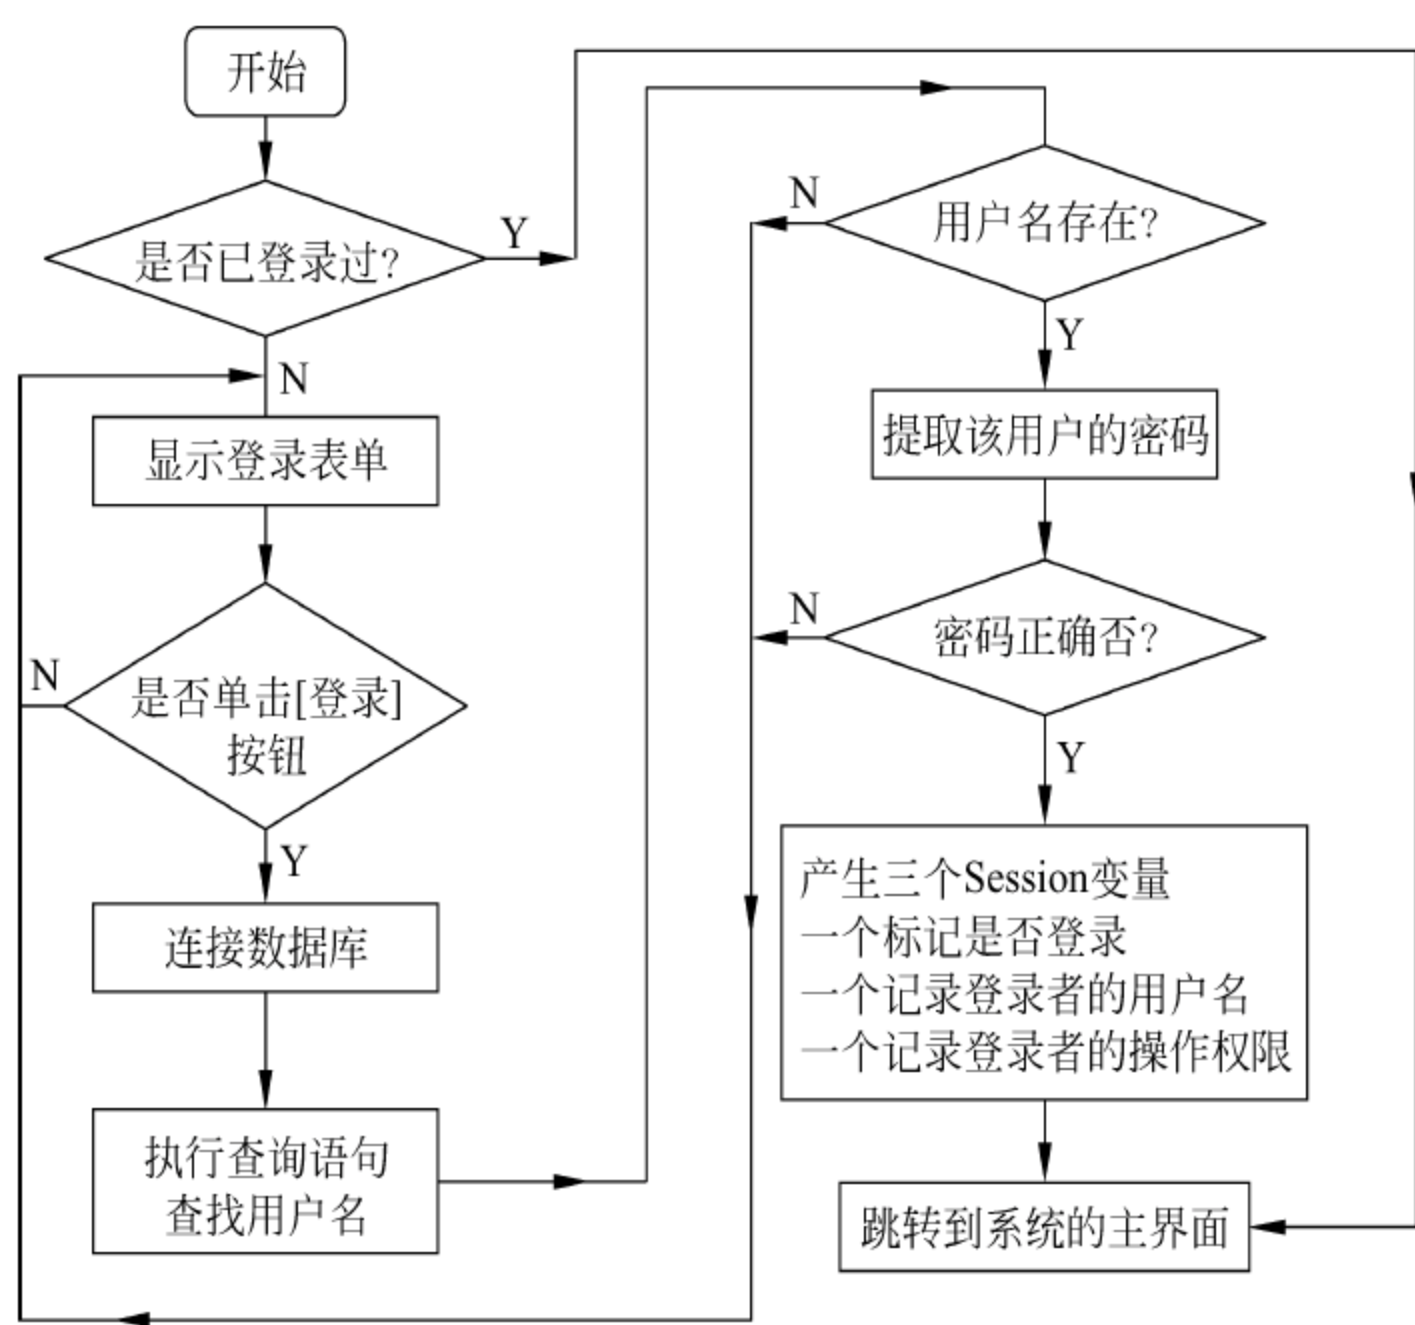 开始
是否已登录过?
Y
N
显示登录表单
是否单击[登录]
按钮
N
Y
连接数据库
执行查询语句
查找用户名
用户名存在?
N
Y
提取该用户的密码
密码正确否?
N
Y
产生三个Session变量
一个标记是否登录
一个记录登录者的用户名
一个记录登录者的操作权限
跳转到系统的主界面